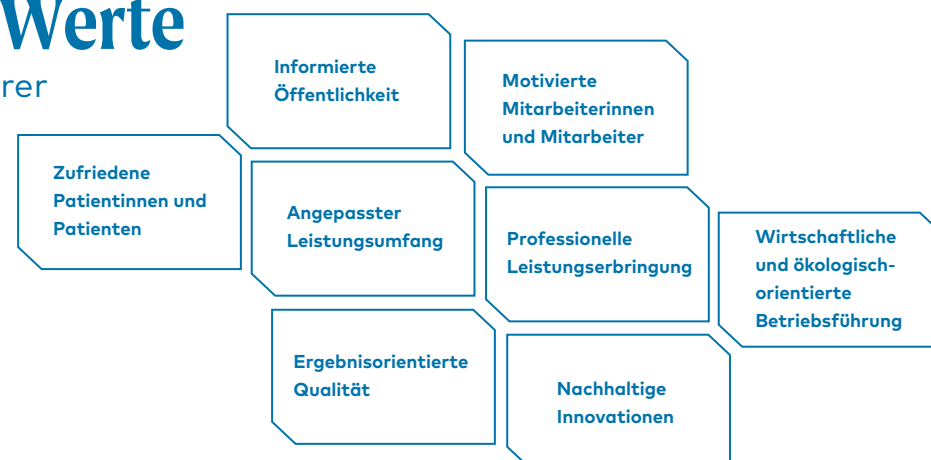 Werte
rer
Informierte
Öffentlichkeit
Motivierte
Mitarbeiterinnen
und Mitarbeiter
Zufriedene
Patientinnen und
Patienten
Angepasster
Leistungsumfang
Professionelle
Leistungserbringung
Wirtschaftliche
und ökologisch-
orientierte
Betriebsführung
Ergebnisorientierte
Qualität
Nachhaltige
Innovationen